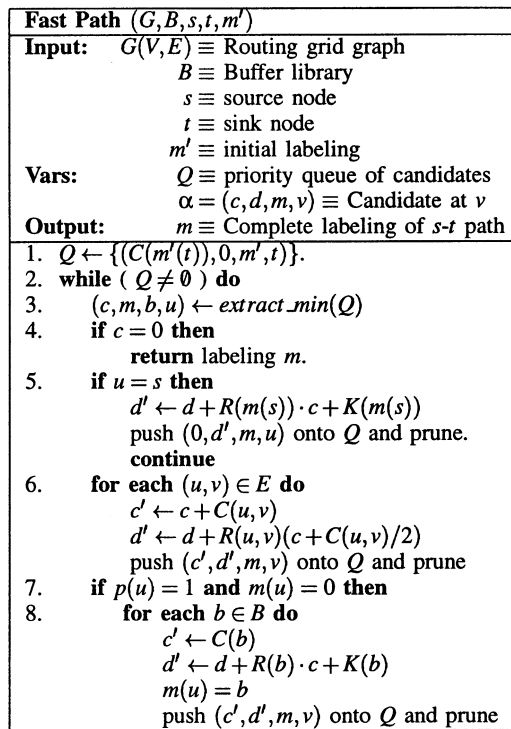 Fast Path (G,B,s,t,m′)
Input: G(V,E) ≡ Routing grid graph
B ≡ Buffer library
s ≡ source node
t ≡ sink node
m′ ≡ initial labeling
Vars: Q ≡ priority queue of candidates
α = (c,d,m,v) ≡ Candidate at v
Output: m ≡ Complete labeling of s-t path
1. Q ← {(C(m′(t)),0,m′,t)}.
2. while ( Q ≠ ∅ ) do
3. (c,m,b,u) ← extract_min(Q)
4. if c = 0 then
return labeling m.
5. if u = s then
d′ ← d + R(m(s)) · c + K(m(s))
push (0,d′,m,u) onto Q and prune.
continue
6. for each (u,v) ∈ E do
c′ ← c + C(u,v)
d′ ← d + R(u,v)(c + C(u,v)/2)
push (c′,d′,m,v) onto Q and prune
7. if p(u) = 1 and m(u) = 0 then
8. for each b ∈ B do
c′ ← C(b)
d′ ← d + R(b) · c + K(b)
m(u) = b
push (c′,d′,m,v) onto Q and prune